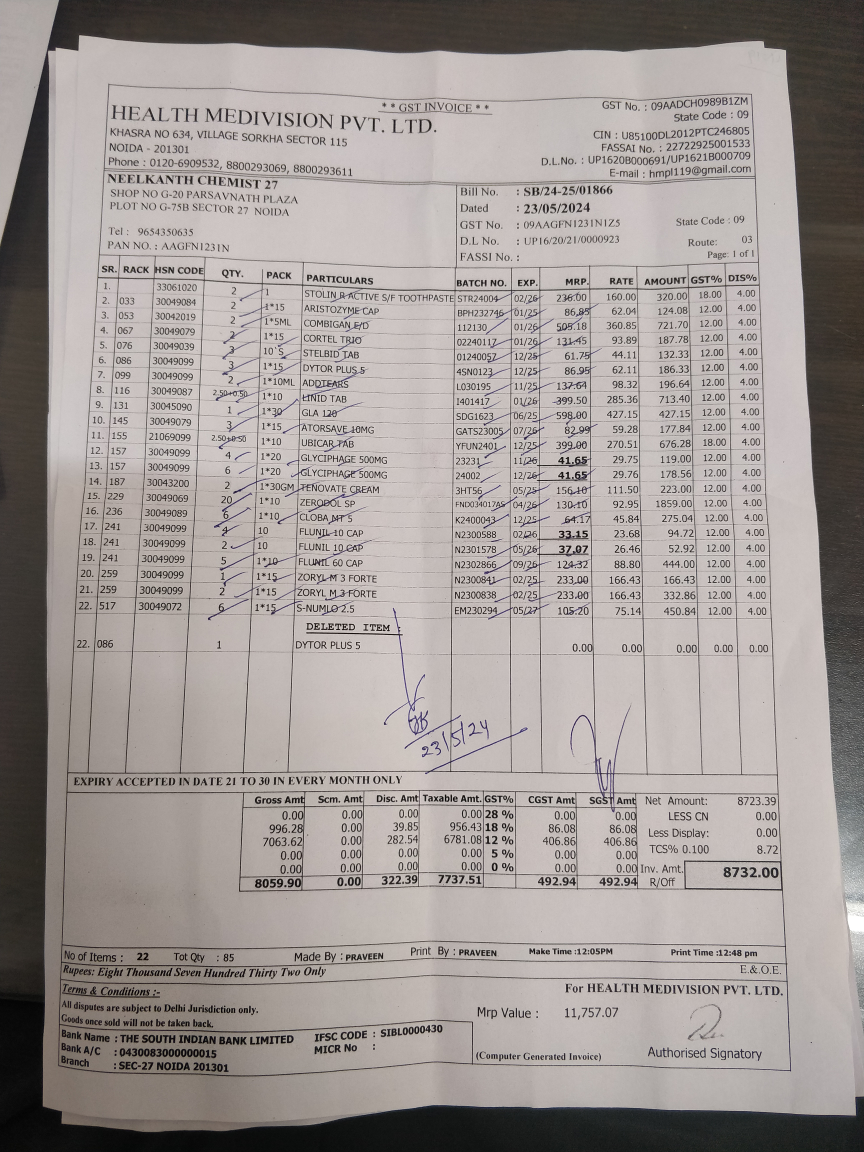 * * GST INVOICE * *
HEALTH MEDIVISION PVT. LTD.
KHASRA NO 634, VILLAGE SORKHA SECTOR 115
NOIDA - 201301
Phone : 0120-6909532, 8800293069, 8800293611
GST No. : 09AADCH0989B1ZM
State Code : 09
CIN : U85100DL2012PTC246805
FASSAI No. : 22722925001533
D.L.No. : UP1620B000691/UP1621B000709
E-mail : hmpl119@gmail.com
NEELKANTH CHEMIST 27
SHOP NO G-20 PARSAVNATH PLAZA
PLOT NO G-75B SECTOR 27 NOIDA
Tel : 9654350635
PAN NO. : AAGFN1231N
Bill No. : SB/24-25/01866
Dated : 23/05/2024
GST No. : 09AAGFN1231N1Z5 State Code : 09
D.L No. : UP16/20/21/0000923 Route: 03
FASSI No. : Page: 1 of 1
SR. RACK HSN CODE QTY. PACK PARTICULARS BATCH NO. EXP. MRP. RATE AMOUNT GST% DIS%
1. 33061020 2 1 STOLIN R ACTIVE S/F TOOTHPASTE STR24004 02/26 236.00 160.00 320.00 18.00 4.00
2. 033 30049084 2 1*15 ARISTOZYME CAP BPH232746 01/25 86.85 62.04 124.08 12.00 4.00
3. 053 30042019 2 1*5ML COMBIGAN E/D 112130 01/26 505.18 360.85 721.70 12.00 4.00
4. 067 30049079 2 1*15 CORTEL TRIO 02240117 01/26 131.45 93.89 187.78 12.00 4.00
5. 076 30049039 3 10'S STELBID TAB 01240057 12/25 61.75 44.11 132.33 12.00 4.00
6. 086 30049099 3 1*15 DYTOR PLUS 5 4SN0123 12/25 86.95 62.11 186.33 12.00 4.00
7. 099 30049099 2 1*10ML ADDTEARS L030195 11/25 137.64 98.32 196.64 12.00 4.00
8. 116 30049087 2.50+0.50 1*10 LINID TAB I401417 01/26 399.50 285.36 713.40 12.00 4.00
9. 131 30045090 1 1*30 GLA 120 SDG1623 06/25 598.00 427.15 427.15 12.00 4.00
10. 145 30049079 3 1*15 ATORSAVE 10MG GATS23005 07/26 82.99 59.28 177.84 12.00 4.00
11. 155 21069099 2.50+0.50 1*10 UBICAR TAB YFUN2401 12/25 399.00 270.51 676.28 18.00 4.00
12. 157 30049099 4 1*20 GLYCIPHAGE 500MG 23231 11/26 41.65 29.75 119.00 12.00 4.00
13. 157 30049099 6 1*20 GLYCIPHAGE 500MG 24002 12/26 41.65 29.76 178.56 12.00 4.00
14. 187 30043200 2 1*30GM TENOVATE CREAM 3HT56 05/25 156.10 111.50 223.00 12.00 4.00
15. 229 30049069 20 1*10 ZERODOL SP FND034017AS 04/26 130.10 92.95 1859.00 12.00 4.00
16. 236 30049089 6 1*10 CLOBA MT 5 K2400043 12/25 64.17 45.84 275.04 12.00 4.00
17. 241 30049099 4 10 FLUNIL 10 CAP N2300588 02/26 33.15 23.68 94.72 12.00 4.00
18. 241 30049099 2 10 FLUNIL 10 CAP N2301578 05/26 37.07 26.46 52.92 12.00 4.00
19. 241 30049099 5 1*10 FLUNIL 60 CAP N2302866 09/26 124.32 88.80 444.00 12.00 4.00
20. 259 30049099 1 1*15 ZORYL M 3 FORTE N2300841 02/25 233.00 166.43 166.43 12.00 4.00
21. 259 30049099 2 1*15 ZORYL M 3 FORTE N2300838 02/25 233.00 166.43 332.86 12.00 4.00
22. 517 30049072 6 1*15 S-NUMLO 2.5 EM230294 05/27 105.20 75.14 450.84 12.00 4.00
DELETED ITEM :
22. 086 1 DYTOR PLUS 5 0.00 0.00 0.00 0.00 0.00
23/5/24
EXPIRY ACCEPTED IN DATE 21 TO 30 IN EVERY MONTH ONLY
Gross Amt Scm. Amt Disc. Amt Taxable Amt. GST% CGST Amt SGST Amt
0.00 0.00 0.00 0.00 28 % 0.00 0.00
996.28 0.00 39.85 956.43 18 % 86.08 86.08
7063.62 0.00 282.54 6781.08 12 % 406.86 406.86
0.00 0.00 0.00 0.00 5 % 0.00 0.00
0.00 0.00 0.00 0.00 0 % 0.00 0.00
8059.90 0.00 322.39 7737.51 492.94 492.94
Net Amount: 8723.39
LESS CN 0.00
Less Display: 0.00
TCS% 0.100 8.72
Inv. Amt. R/Off 8732.00
No of Items : 22 Tot Qty : 85 Made By : PRAVEEN Print By : PRAVEEN Make Time :12:05PM Print Time :12:48 pm
Rupees: Eight Thousand Seven Hundred Thirty Two Only E.&.O.E.
Terms & Conditions :-
All disputes are subject to Delhi Jurisdiction only.
Goods once sold will not be taken back.
Bank Name : THE SOUTH INDIAN BANK LIMITED IFSC CODE : SIBL0000430
Bank A/C : 0430083000000015 MICR No :
Branch : SEC-27 NOIDA 201301
For HEALTH MEDIVISION PVT. LTD.
Mrp Value : 11,757.07
(Computer Generated Invoice) Authorised Signatory